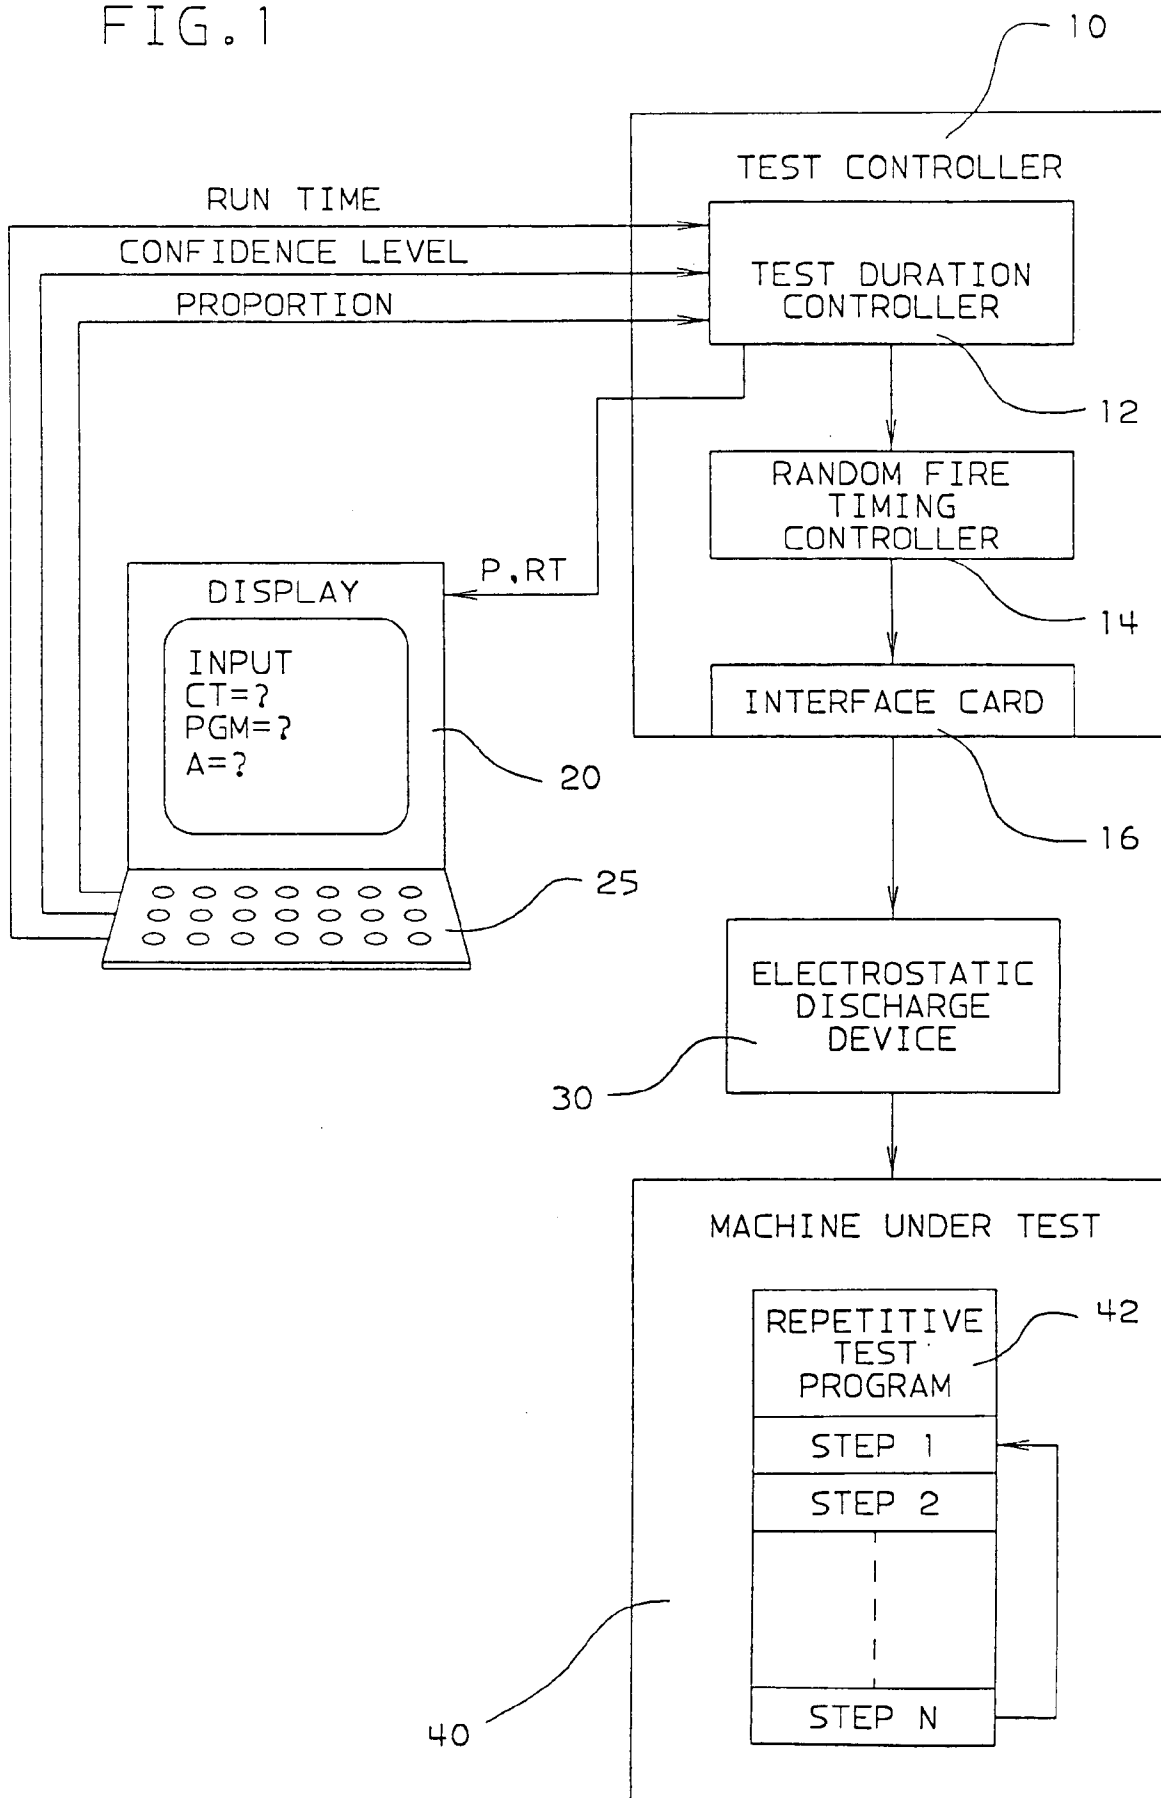 FIG.1
10
TEST CONTROLLER
RUN TIME
CONFIDENCE LEVEL
PROPORTION
TEST DURATION
CONTROLLER
12
RANDOM FIRE
TIMING
CONTROLLER
14
P.RT
DISPLAY
INPUT
CT=?
PGM=?
A=?
20
INTERFACE CARD
16
25
ELECTROSTATIC
DISCHARGE
DEVICE
30
MACHINE UNDER TEST
REPETITIVE
TEST
PROGRAM
42
STEP 1
STEP 2
STEP N
40